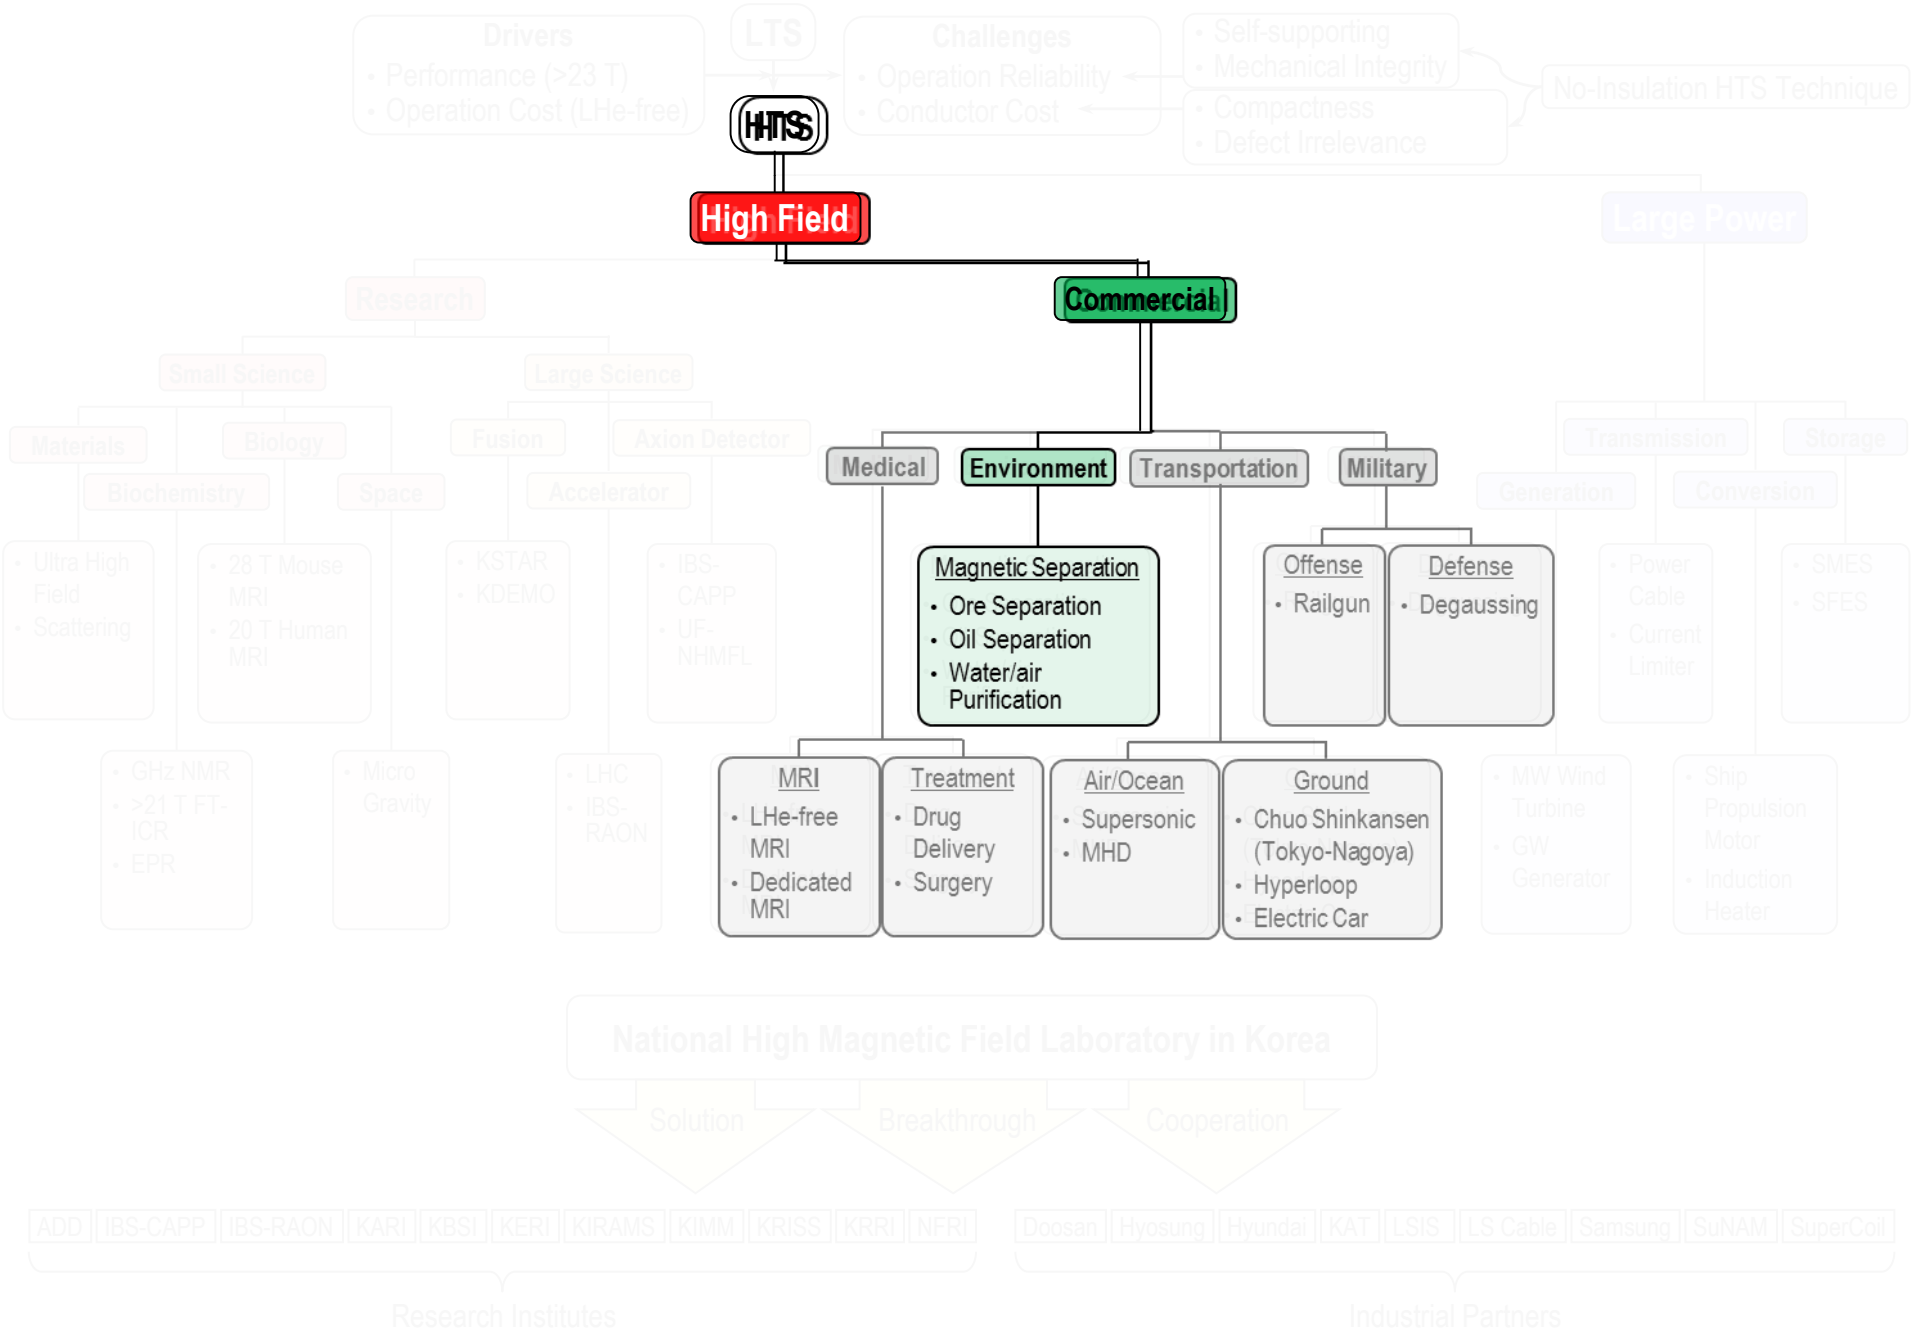 Drivers
• Performance (>23 T)
• Operation Cost (LHe-free)
LTS
Challenges
• Operation Reliability
• Conductor Cost
• Self-supporting
• Mechanical Integrity
• Compactness
• Defect Irrelevance
No-Insulation HTS Technique
HTS
High Field
Large Power
Research
Commercial
Small Science
Large Science
Materials
Biology
Fusion
Axion Detector
Biochemistry
Space
Accelerator
Medical
Environment
Transportation
Military
Transmission
Storage
Generation
Conversion
• Ultra High
Field
• Scattering
• 28 T Mouse
MRI
• 20 T Human
MRI
• KSTAR
• KDEMO
• IBS-
CAPP
• UF-
NHMFL
Magnetic Separation
• Ore Separation
• Oil Separation
• Water/air
Purification
Offense
• Railgun
Defense
• Degaussing
• Power
Cable
• Current
Limiter
• SMES
• SFES
• GHz NMR
• >21 T FT-
ICR
• EPR
• Micro
Gravity
• LHC
• IBS-
RAON
MRI
• LHe-free
MRI
• Dedicated
MRI
Treatment
• Drug
Delivery
• Surgery
Air/Ocean
• Supersonic
• MHD
Ground
• Chuo Shinkansen
(Tokyo-Nagoya)
• Hyperloop
• Electric Car
• MW Wind
Turbine
• GW
Generator
• Ship
Propulsion
Motor
• Induction
Heater
National High Magnetic Field Laboratory in Korea
Solution
Breakthrough
Cooperation
ADD IBS-CAPP IBS-RAON KARI KBSI KERI KIRAMS KIMM KRISS KRRI NFRI
Doosan Hyosung Hyundai KAT LSIS LS Cable Samsung SuNAM SuperCoil
Research Institutes
Industrial Partners